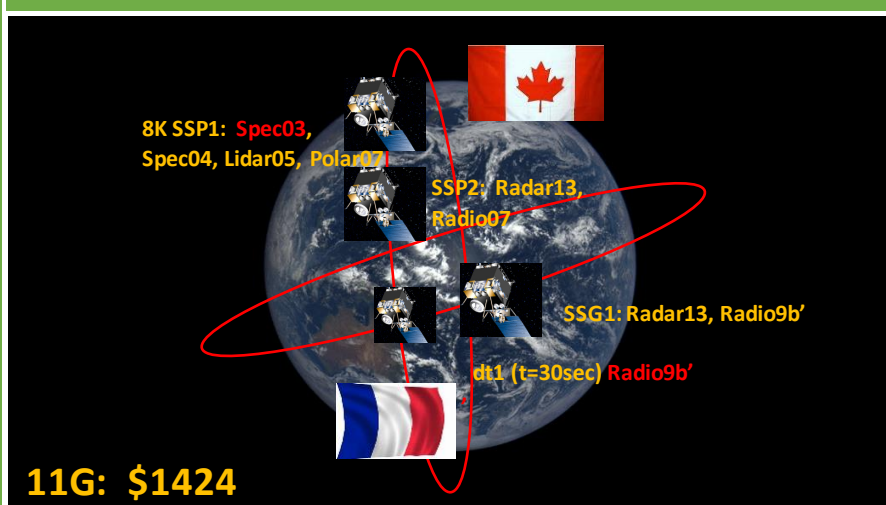 8K SSP1: Spec03,
Spec04, Lidar05, Polar07
SSP2: Radar13,
Radio07
SSG1: Radar13, Radio9b’
dt1 (t=30sec) Radio9b’
11G: $1424